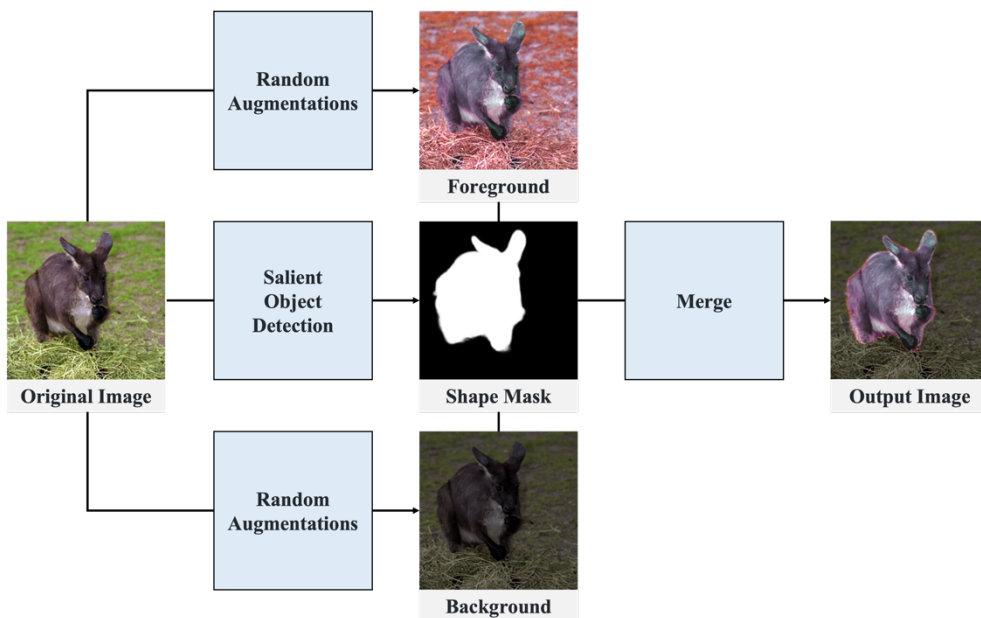 Random
Augmentations
Foreground
Salient
Object
Detection
Merge
Original Image
Shape Mask
Output Image
Random
Augmentations
Background